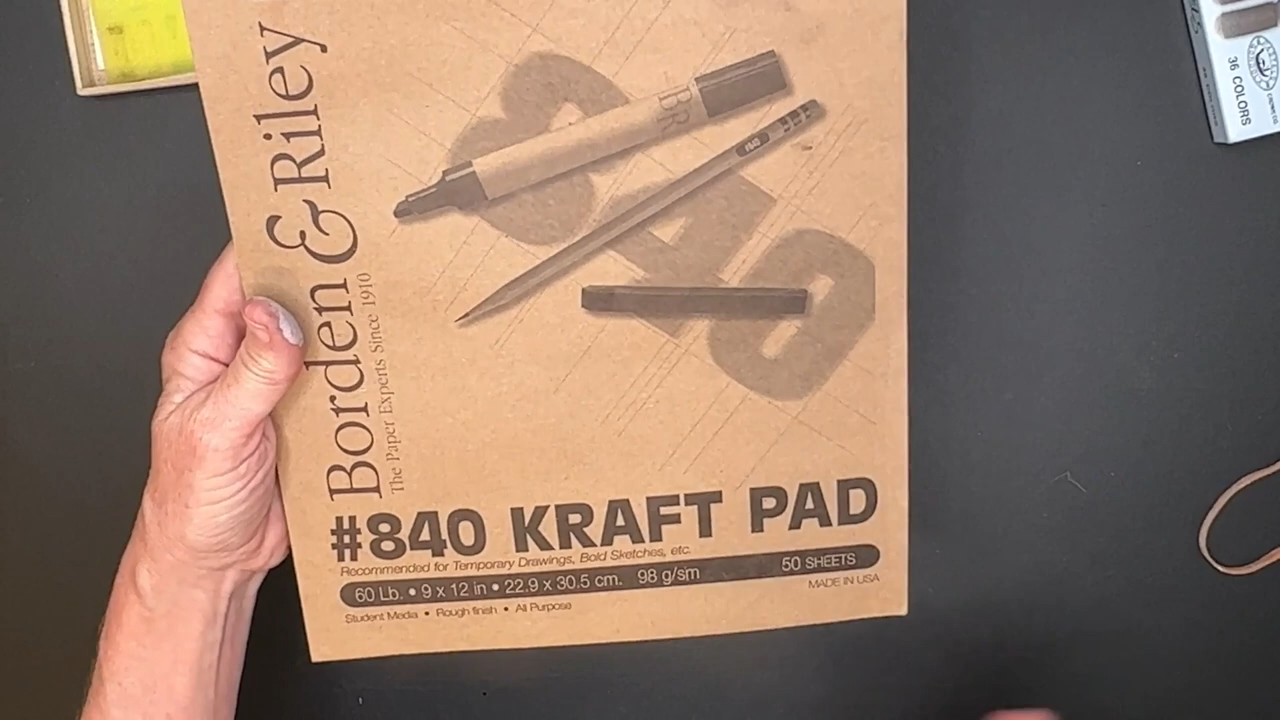 Borden & Riley
The Paper Experts Since 1910
BR
840
#840 KRAFT PAD
Recommended for Temporary Drawings, Bold Sketches, etc.
60 Lb. • 9 x 12 in • 22.9 x 30.5 cm. 98 g/sm 50 SHEETS
MADE IN USA
Student Media • Rough finish • All Purpose
36 COLORS